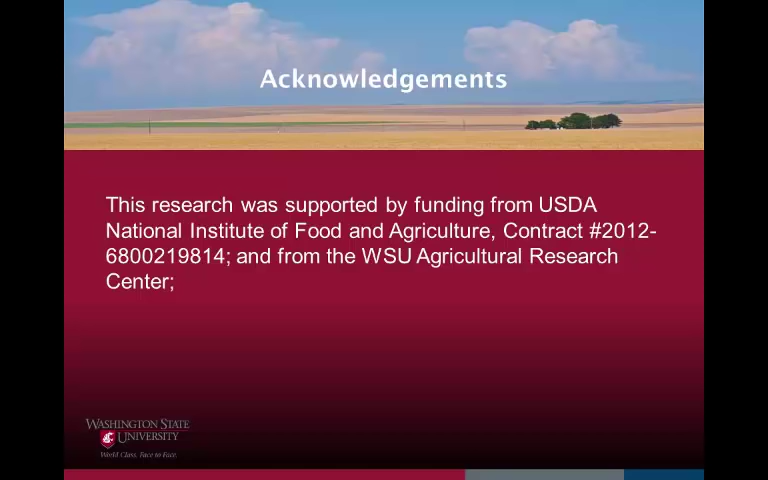 Acknowledgements
This research was supported by funding from USDA
National Institute of Food and Agriculture, Contract #2012-
6800219814; and from the WSU Agricultural Research
Center;
WASHINGTON STATE
UNIVERSITY
World Class. Face to Face.